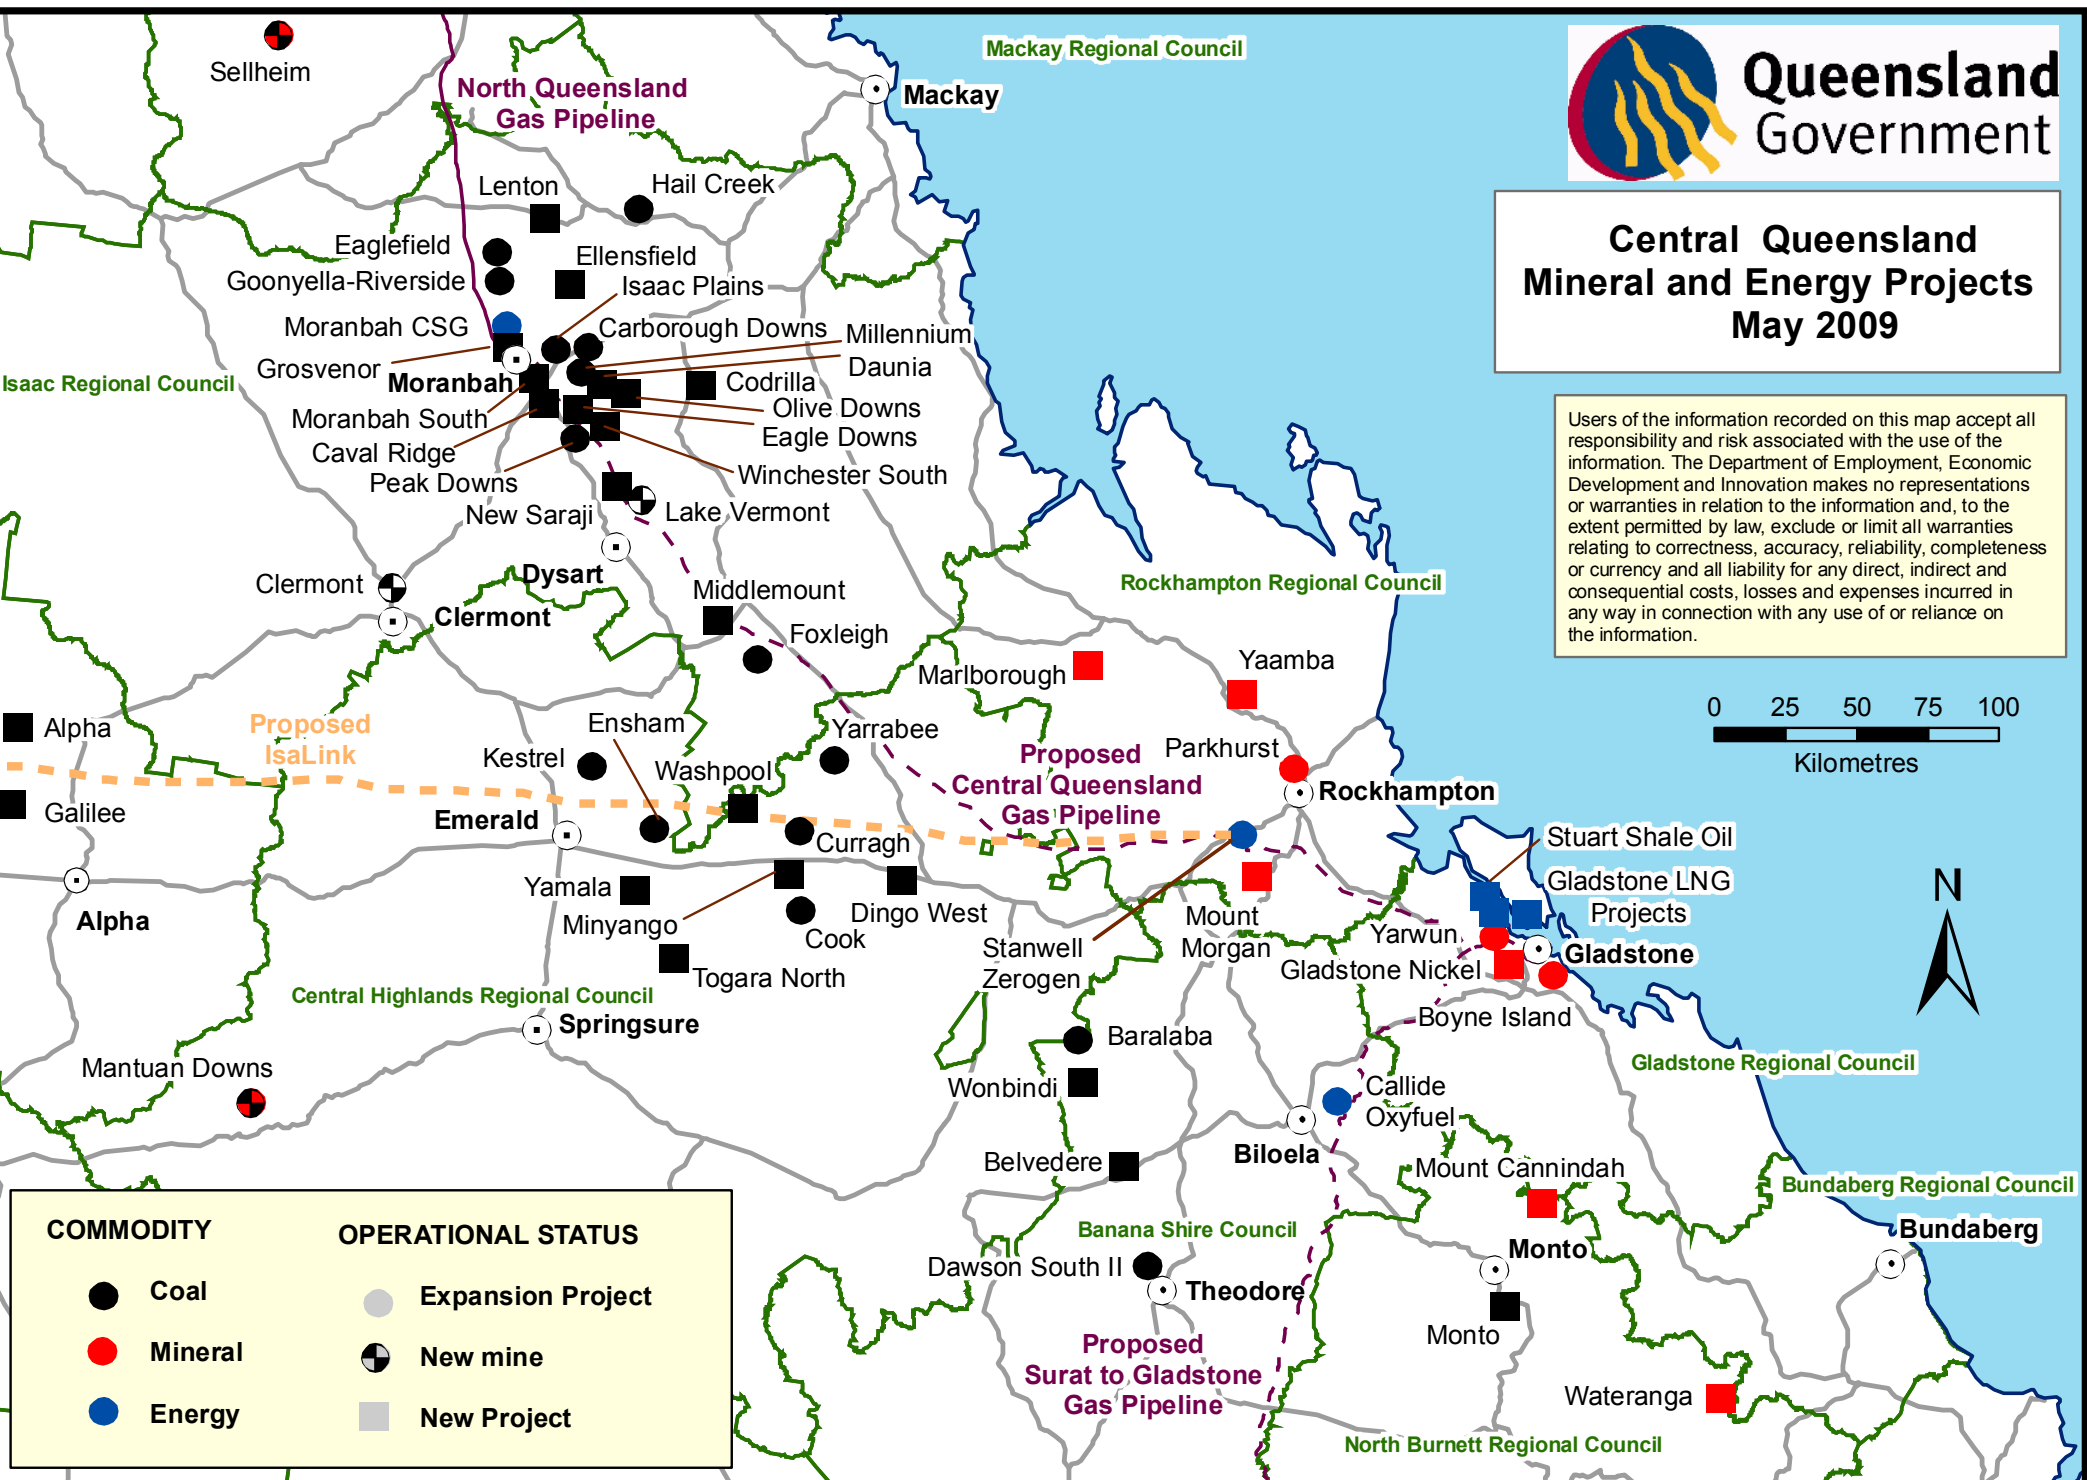 Sellheim
Mackay Regional Council
Queensland
Government
North Queensland
Gas Pipeline
Mackay
Lenton
Hail Creek
Central Queensland
Mineral and Energy Projects
May 2009
Eaglefield
Ellensfield
Goonyella-Riverside
Isaac Plains
Moranbah CSG
Carborough Downs
Millennium
Grosvenor
Daunia
Isaac Regional Council
Moranbah
Codrilla
Olive Downs
Moranbah South
Eagle Downs
Caval Ridge
Winchester South
Peak Downs
New Saraji
Lake Vermont
Users of the information recorded on this map accept all
responsibility and risk associated with the use of the
information. The Department of Employment, Economic
Development and Innovation makes no representations
or warranties in relation to the information and, to the
extent permitted by law, exclude or limit all warranties
relating to correctness, accuracy, reliability, completeness
or currency and all liability for any direct, indirect and
consequential costs, losses and expenses incurred in
any way in connection with any use of or reliance on
the information.
Clermont
Dysart
Middlemount
Rockhampton Regional Council
Clermont
Foxleigh
Marlborough
Yaamba
0 25 50 75 100
Kilometres
Alpha
Proposed
IsaLink
Ensham
Yarrabee
Kestrel
Washpool
Proposed
Central Queensland
Gas Pipeline
Parkhurst
Rockhampton
Galilee
Emerald
Curragh
Stuart Shale Oil
Gladstone LNG
Projects
N
Yamala
Minyango
Dingo West
Alpha
Cook
Mount
Morgan
Stanwell
Zerogen
Yarwun
Gladstone
Gladstone Nickel
Togara North
Central Highlands Regional Council
Springsure
Boyne Island
Baralaba
Gladstone Regional Council
Mantuan Downs
Wonbindi
Callide
Oxyfuel
Biloela
Belvedere
Mount Cannindah
Bundaberg Regional Council
Banana Shire Council
Bundaberg
Monto
Dawson South II
Theodore
Monto
Proposed
Surat to Gladstone
Gas Pipeline
Wateranga
North Burnett Regional Council
COMMODITY
Coal
Mineral
Energy
OPERATIONAL STATUS
Expansion Project
New mine
New Project